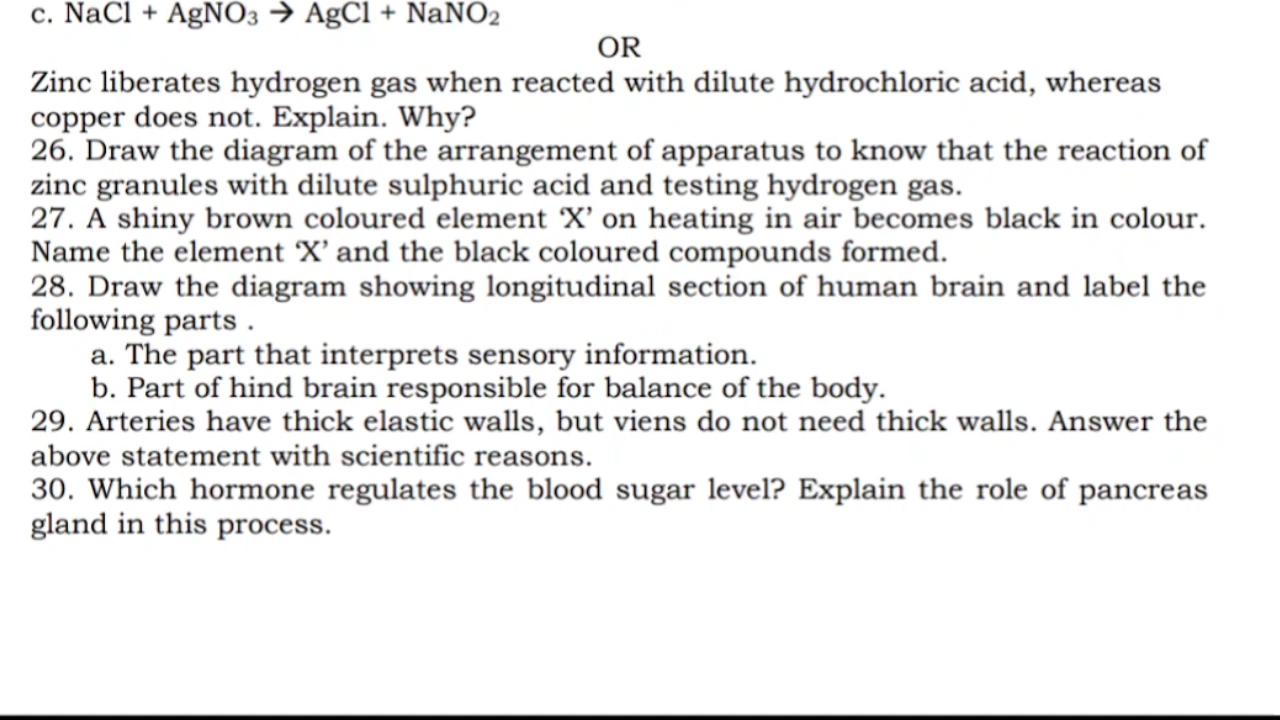 c. NaCl + AgNO₃ → AgCl + NaNO₂
OR
Zinc liberates hydrogen gas when reacted with dilute hydrochloric acid, whereas
copper does not. Explain. Why?
26. Draw the diagram of the arrangement of apparatus to know that the reaction of
zinc granules with dilute sulphuric acid and testing hydrogen gas.
27. A shiny brown coloured element ‘X’ on heating in air becomes black in colour.
Name the element ‘X’ and the black coloured compounds formed.
28. Draw the diagram showing longitudinal section of human brain and label the
following parts .
a. The part that interprets sensory information.
b. Part of hind brain responsible for balance of the body.
29. Arteries have thick elastic walls, but viens do not need thick walls. Answer the
above statement with scientific reasons.
30. Which hormone regulates the blood sugar level? Explain the role of pancreas
gland in this process.